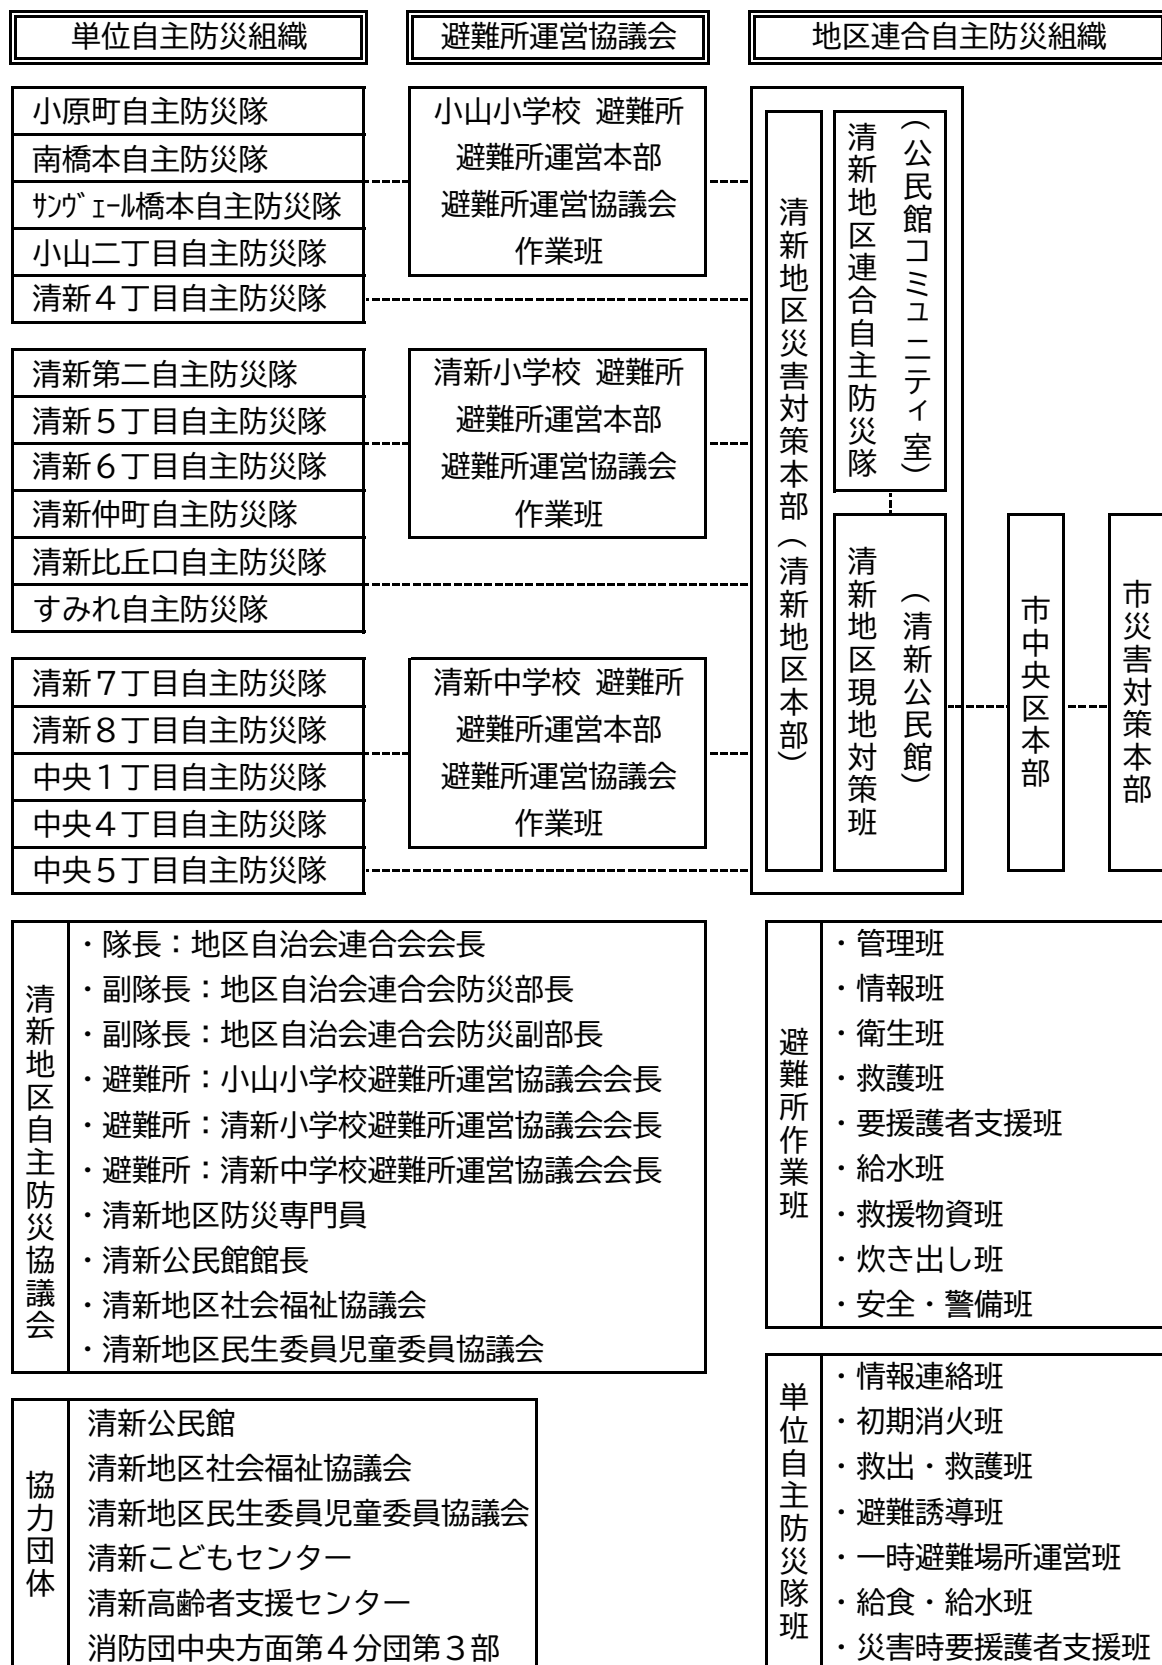 単位自主防災組織
避難所運営協議会
地区連合自主防災組織
小原町自主防災隊
南橋本自主防災隊
ｻﾝｳﾞｪｰﾙ橋本自主防災隊
小山二丁目自主防災隊
清新４丁目自主防災隊
小山小学校 避難所
避難所運営本部
避難所運営協議会
作業班
清新第二自主防災隊
清新５丁目自主防災隊
清新６丁目自主防災隊
清新仲町自主防災隊
清新比丘口自主防災隊
すみれ自主防災隊
清新小学校 避難所
避難所運営本部
避難所運営協議会
作業班
清新７丁目自主防災隊
清新８丁目自主防災隊
中央１丁目自主防災隊
中央４丁目自主防災隊
中央５丁目自主防災隊
清新中学校 避難所
避難所運営本部
避難所運営協議会
作業班
清新地区災害対策本部（清新地区本部）
清新地区連合自主防災隊
（公民館コミュニティ室）
清新地区現地対策班
（清新公民館）
市中央区本部
市災害対策本部
清新地区自主防災協議会
・隊長：地区自治会連合会会長
・副隊長：地区自治会連合会防災部長
・副隊長：地区自治会連合会防災副部長
・避難所：小山小学校避難所運営協議会会長
・避難所：清新小学校避難所運営協議会会長
・避難所：清新中学校避難所運営協議会会長
・清新地区防災専門員
・清新公民館館長
・清新地区社会福祉協議会
・清新地区民生委員児童委員協議会
避難所作業班
・管理班
・情報班
・衛生班
・救護班
・要援護者支援班
・給水班
・救援物資班
・炊き出し班
・安全・警備班
協力団体
清新公民館
清新地区社会福祉協議会
清新地区民生委員児童委員協議会
清新こどもセンター
清新高齢者支援センター
消防団中央方面第４分団第３部
単位自主防災隊班
・情報連絡班
・初期消火班
・救出・救護班
・避難誘導班
・一時避難場所運営班
・給食・給水班
・災害時要援護者支援班